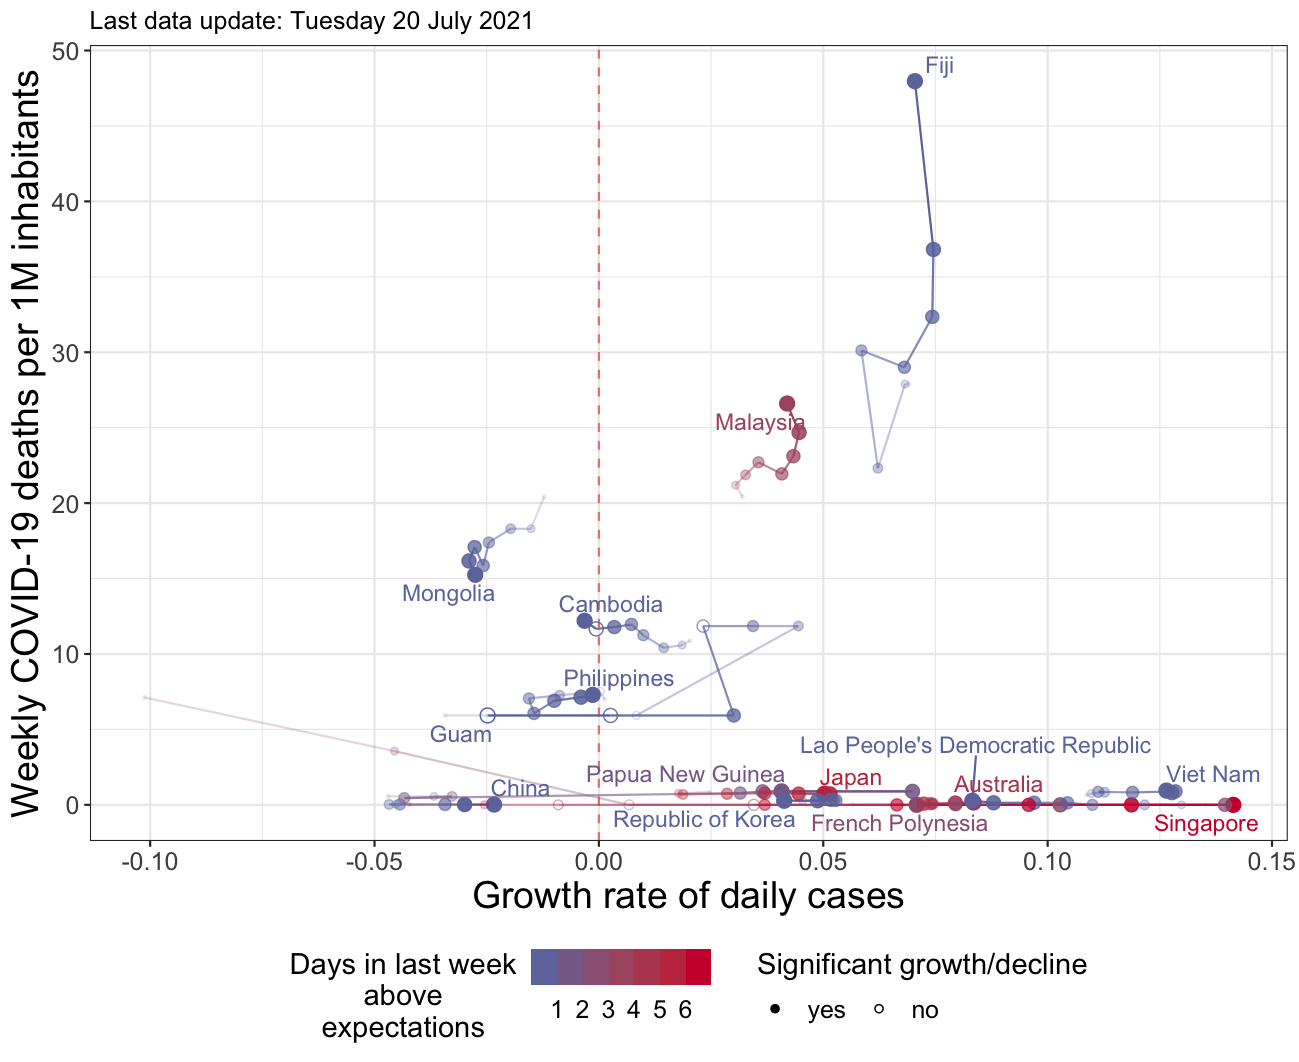 Last data update: Tuesday 20 July 2021
Weekly COVID-19 deaths per 1M inhabitants
50
40
30
20
10
0
Fiji
Malaysia
Mongolia
Cambodia
Philippines
Guam
Lao People's Democratic Republic
China
Papua New Guinea
Japan
Australia
Viet Nam
Republic of Korea
French Polynesia
Singapore
-0.10 -0.05 0.00 0.05 0.10 0.15
Growth rate of daily cases
Days in last week
above
expectations
1 2 3 4 5 6
Significant growth/decline
yes no